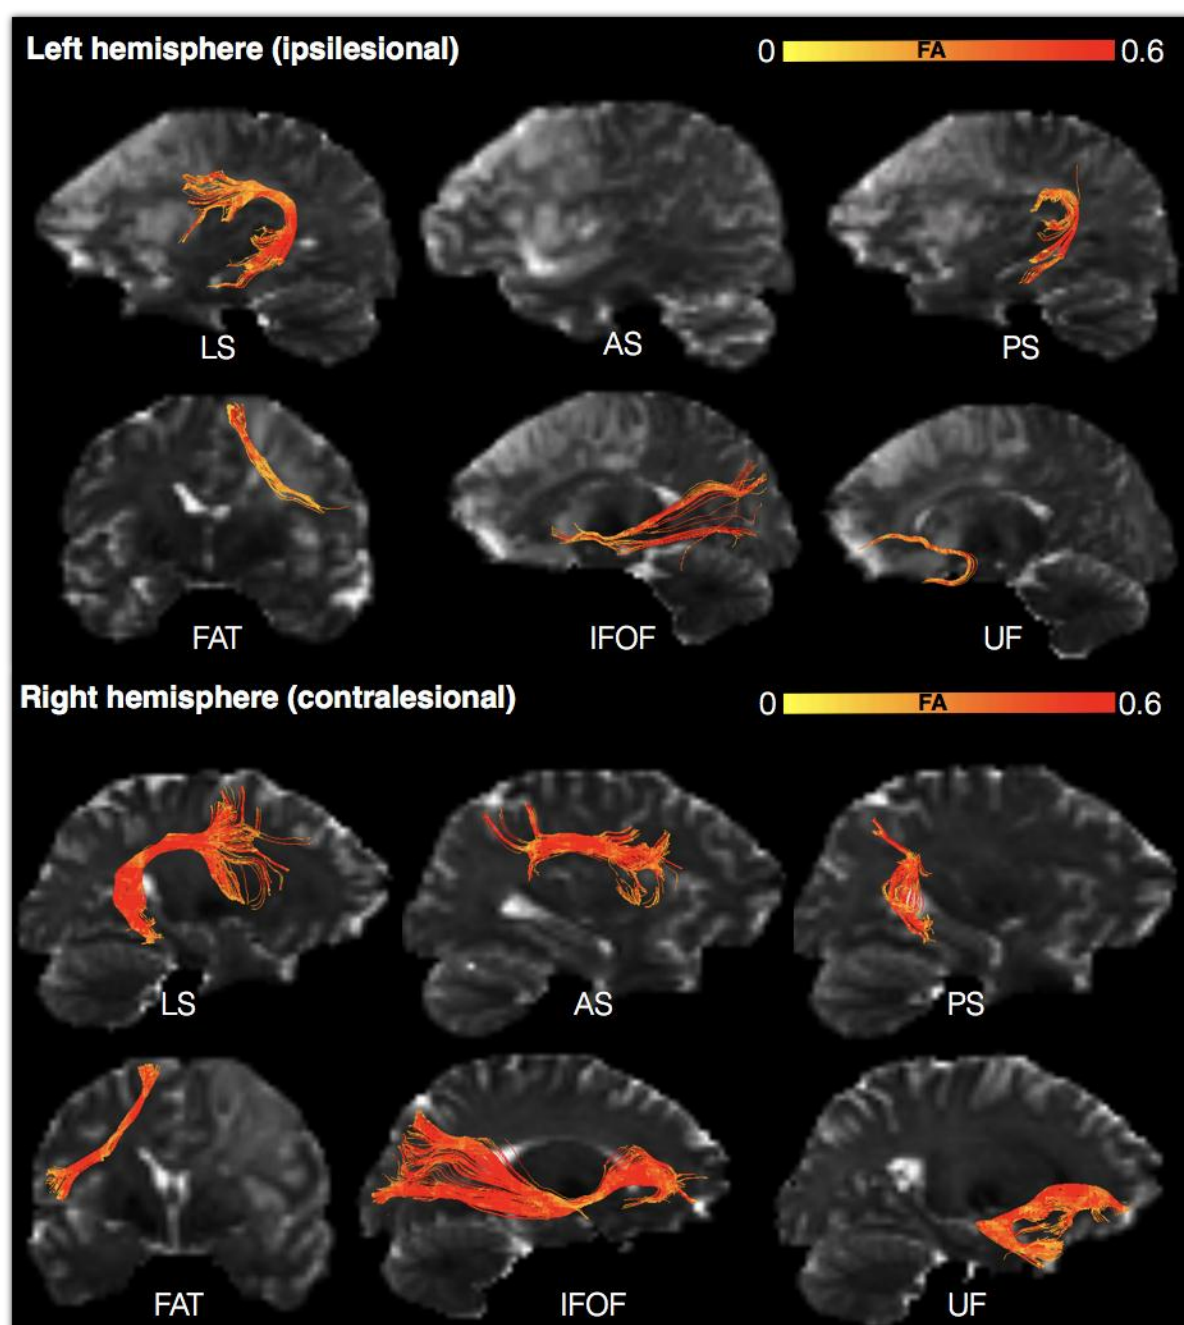 Left hemisphere (ipsilesional) 0 FA 0.6
LS AS PS
FAT IFOF UF
Right hemisphere (contralesional) 0 FA 0.6
LS AS PS
FAT IFOF UF